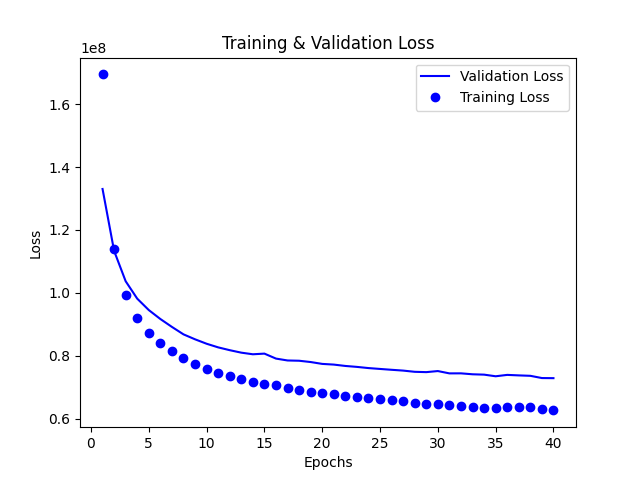 Training & Validation Loss
1e8
Validation Loss
Training Loss
1.6
1.4
1.2
1.0
0.8
0.6
Loss
0 5 10 15 20 25 30 35 40
Epochs